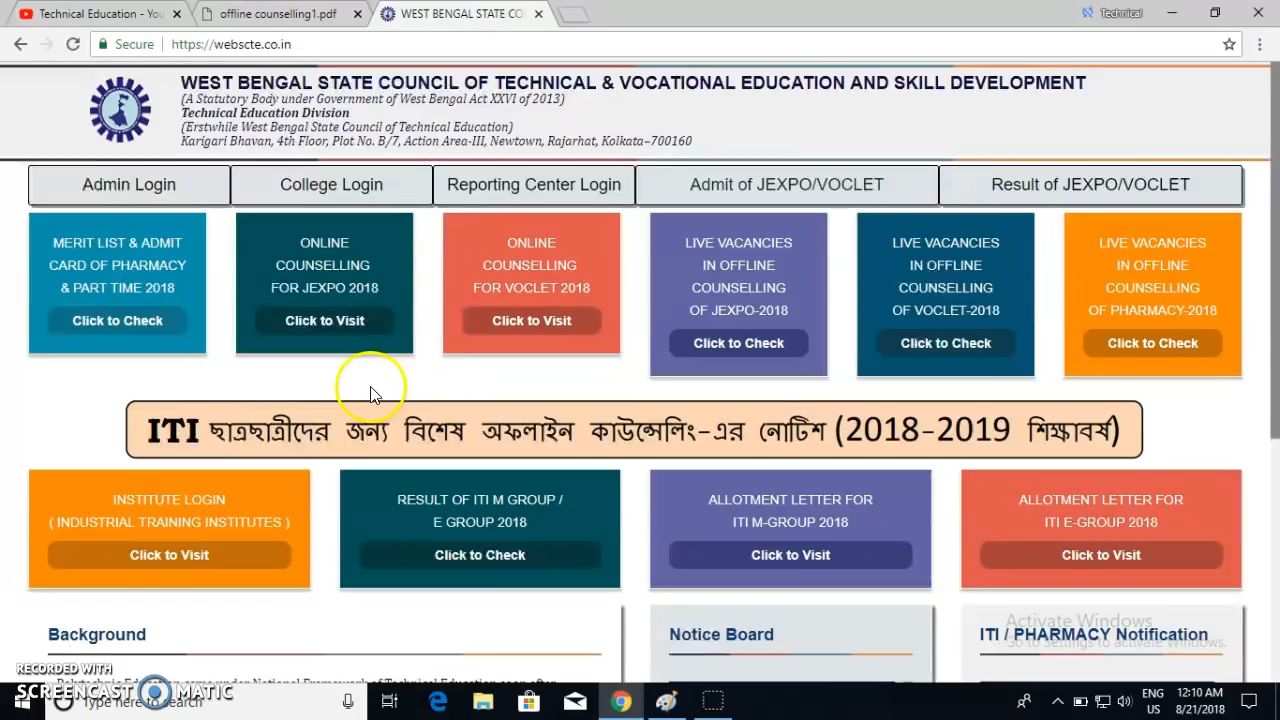 Technical Education - You
offline counselling1.pdf
WEST BENGAL STATE CO
Technical
Secure
https://webscte.co.in
WEST BENGAL STATE COUNCIL OF TECHNICAL & VOCATIONAL EDUCATION AND SKILL DEVELOPMENT
(A Statutory Body under Government of West Bengal Act XXVI of 2013)
Technical Education Division
(Erstwhile West Bengal State Council of Technical Education)
Karigari Bhavan, 4th Floor, Plot No. B/7, Action Area-III, Newtown, Rajarhat, Kolkata-700160
Admin Login
College Login
Reporting Center Login
Admit of JEXPO/VOCLET
Result of JEXPO/VOCLET
MERIT LIST & ADMIT
CARD OF PHARMACY
& PART TIME 2018
Click to Check
ONLINE
COUNSELLING
FOR JEXPO 2018
Click to Visit
ONLINE
COUNSELLING
FOR VOCLET 2018
Click to Visit
LIVE VACANCIES
IN OFFLINE
COUNSELLING
OF JEXPO-2018
Click to Check
LIVE VACANCIES
IN OFFLINE
COUNSELLING
OF VOCLET-2018
Click to Check
LIVE VACANCIES
IN OFFLINE
COUNSELLING
OF PHARMACY-2018
Click to Check
ITI ছাত্রছাত্রীদের জন্য বিশেষ অফলাইন কাউন্সেলিং-এর নোটিশ (2018-2019 শিক্ষাবর্ষ)
INSTITUTE LOGIN
( INDUSTRIAL TRAINING INSTITUTES )
Click to Visit
RESULT OF ITI M GROUP /
E GROUP 2018
Click to Check
ALLOTMENT LETTER FOR
ITI M-GROUP 2018
Click to Visit
ALLOTMENT LETTER FOR
ITI E-GROUP 2018
Click to Visit
Background
Notice Board
ITI / PHARMACY Notification
Activate Windows
Go to Settings to activate Windows.
RECORDED WITH
SCREENCAST MATIC
Type here to search
ENG
US
12:10 AM
8/21/2018